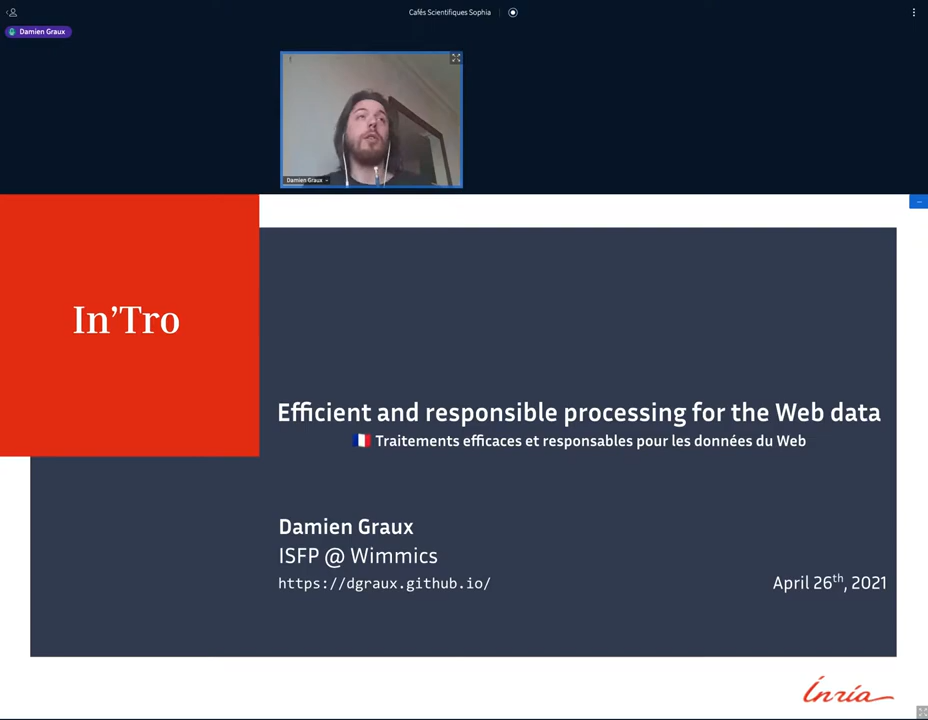 Cafés Scientifiques Sophia
Damien Graux
Damien Graux
In’Tro
Efficient and responsible processing for the Web data
🇫🇷 Traitements efficaces et responsables pour les données du Web
Damien Graux
ISFP @ Wimmics
https://dgraux.github.io/
April 26th, 2021
Inria